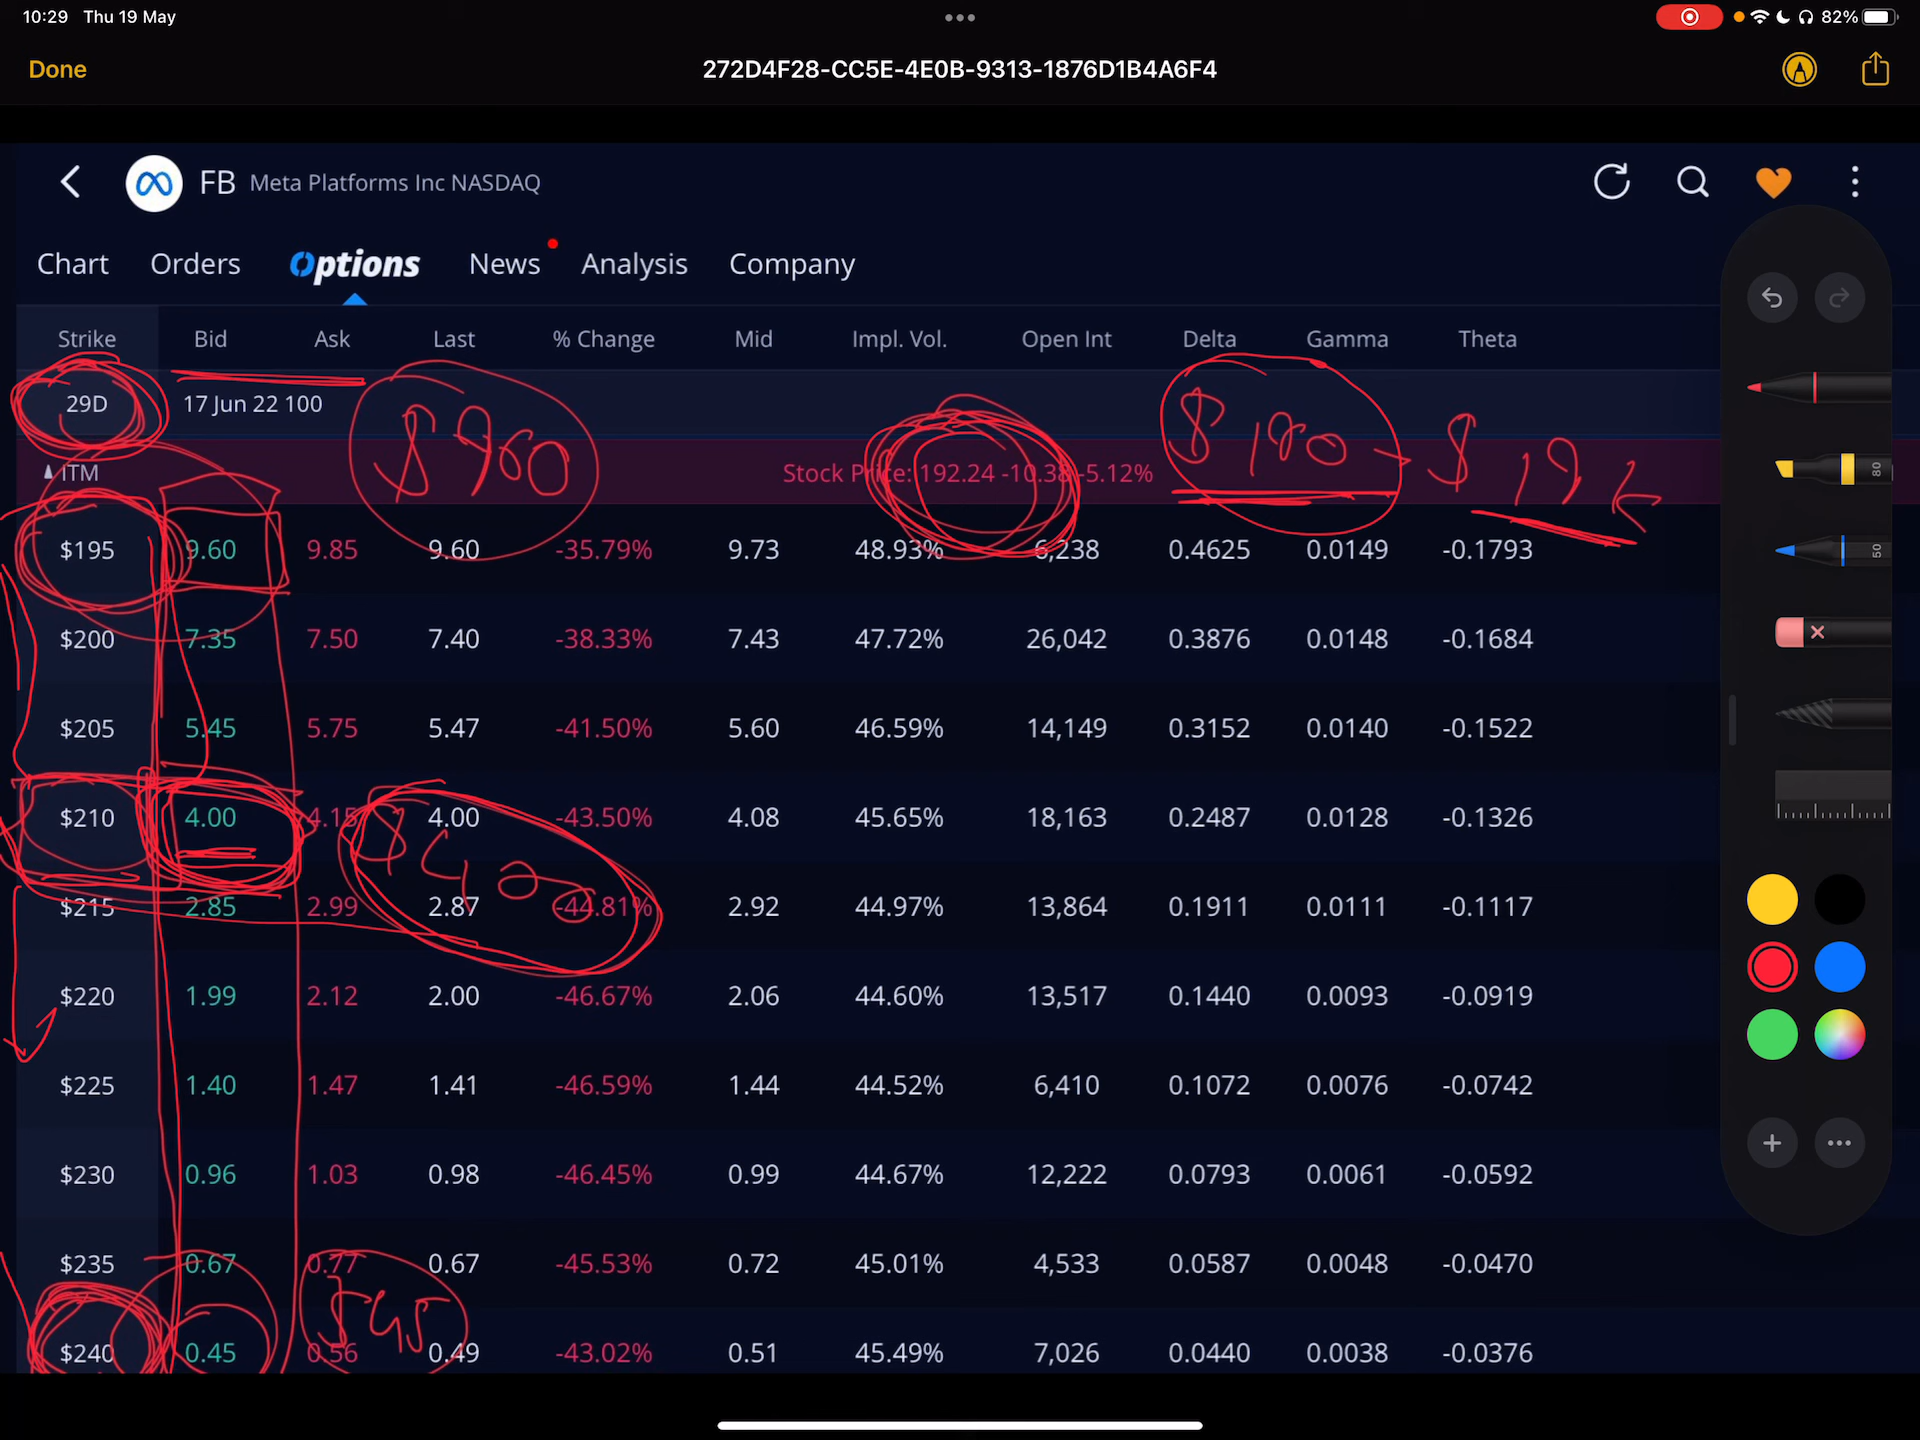 10:29 Thu 19 May
82%
Done
272D4F28-CC5E-4E0B-9313-1876D1B4A6F4
FB Meta Platforms Inc NASDAQ
Chart Orders Options News Analysis Company
Strike Bid Ask Last % Change Mid Impl. Vol. Open Int Delta Gamma Theta
29D 17 Jun 22 100
$960
$190 - $19k
ITM Stock Price: 192.24 -10.38 -5.12%
$195 9.60 9.85 9.60 -35.79% 9.73 48.93% 6,238 0.4625 0.0149 -0.1793
$200 7.35 7.50 7.40 -38.33% 7.43 47.72% 26,042 0.3876 0.0148 -0.1684
$205 5.45 5.75 5.47 -41.50% 5.60 46.59% 14,149 0.3152 0.0140 -0.1522
$210 4.00 4.15 4.00 -43.50% 4.08 45.65% 18,163 0.2487 0.0128 -0.1326
$400
$215 2.85 2.99 2.87 -44.81% 2.92 44.97% 13,864 0.1911 0.0111 -0.1117
$220 1.99 2.12 2.00 -46.67% 2.06 44.60% 13,517 0.1440 0.0093 -0.0919
$225 1.40 1.47 1.41 -46.59% 1.44 44.52% 6,410 0.1072 0.0076 -0.0742
$230 0.96 1.03 0.98 -46.45% 0.99 44.67% 12,222 0.0793 0.0061 -0.0592
$235 0.67 0.77 0.67 -45.53% 0.72 45.01% 4,533 0.0587 0.0048 -0.0470
$45
$240 0.45 0.56 0.49 -43.02% 0.51 45.49% 7,026 0.0440 0.0038 -0.0376
80
50